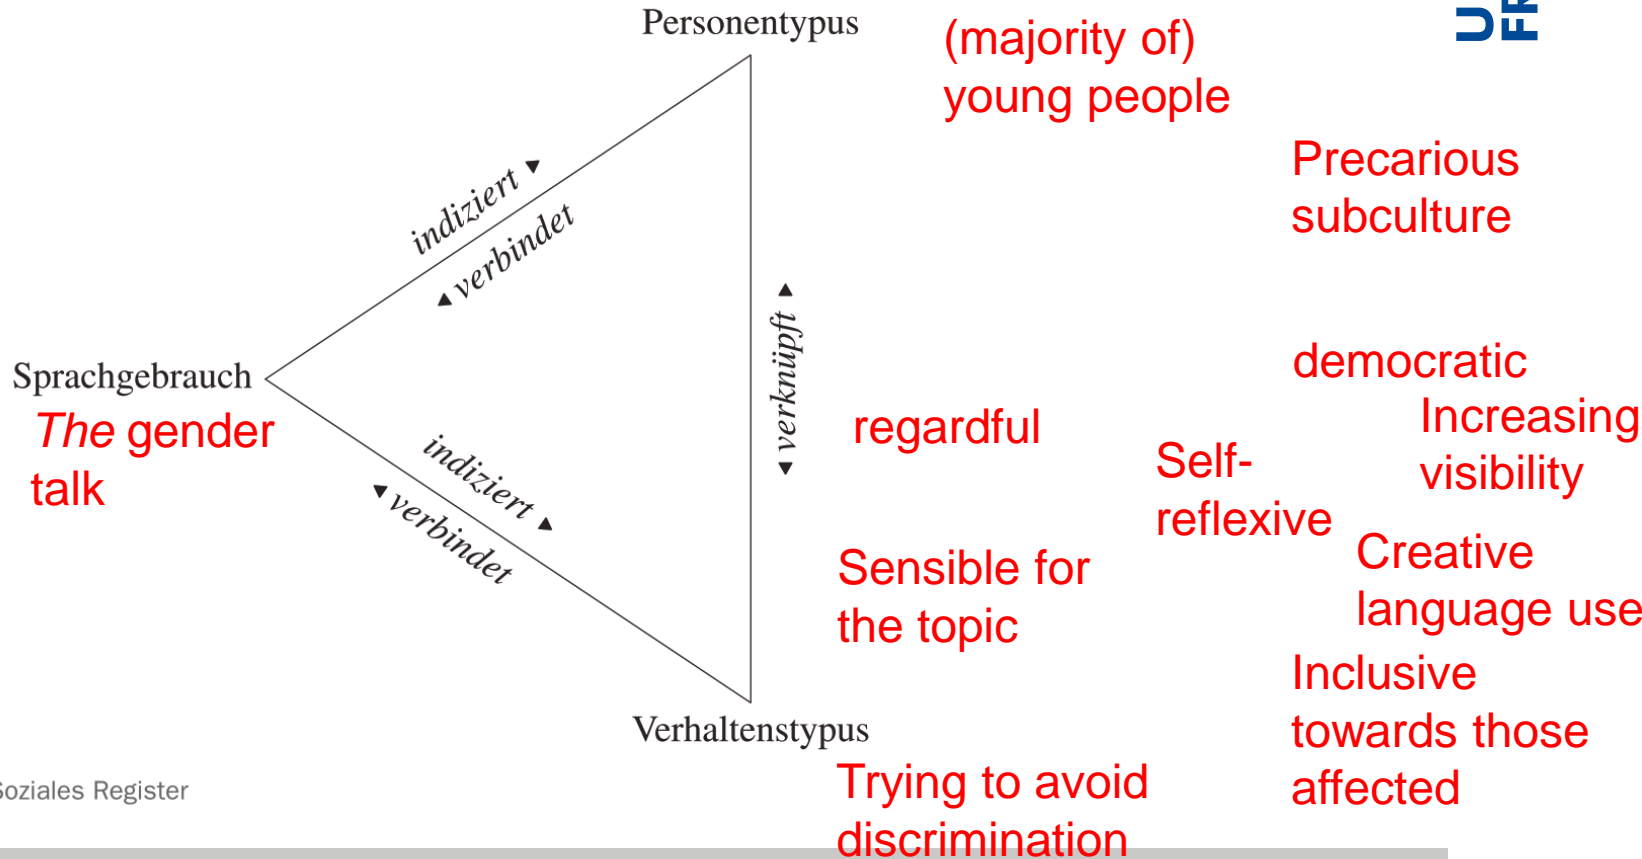 Personentypus
(majority of)
young people
Precarious
subculture
indiziert
verbindet
verknüpft
Sprachgebrauch
The gender
talk
indiziert
verbindet
democratic
Increasing
visibility
regardful
Self-
reflexive
Creative
language use
Sensible for
the topic
Inclusive
towards those
affected
Verhaltenstypus
Trying to avoid
discrimination
Soziales Register